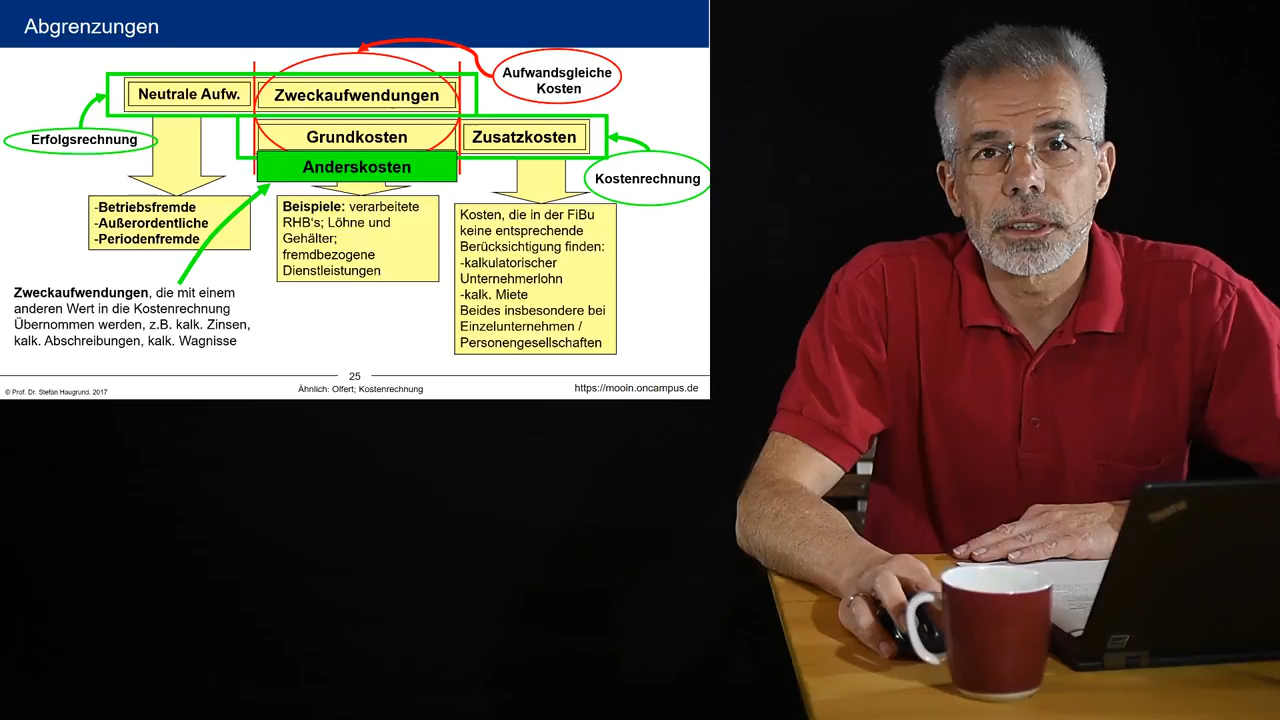 Abgrenzungen
Aufwandsgleiche
Kosten
Neutrale Aufw.
Zweckaufwendungen
Erfolgsrechnung
Grundkosten
Zusatzkosten
Anderskosten
Kostenrechnung
-Betriebsfremde
-Außerordentliche
-Periodenfremde
Beispiele: verarbeitete
RHB's; Löhne und
Gehälter;
fremdbezogene
Dienstleistungen
Kosten, die in der FiBu
keine entsprechende
Berücksichtigung finden:
-kalkulatorischer
Unternehmerlohn
-kalk. Miete
Beides insbesondere bei
Einzelunternehmen /
Personengesellschaften
Zweckaufwendungen, die mit einem
anderen Wert in die Kostenrechnung
Übernommen werden, z.B. kalk. Zinsen,
kalk. Abschreibungen, kalk. Wagnisse
25
© Prof. Dr. Stefan Haugrund, 2017
Ähnlich: Olfert; Kostenrechnung
https://mooin.oncampus.de
ThinkPad